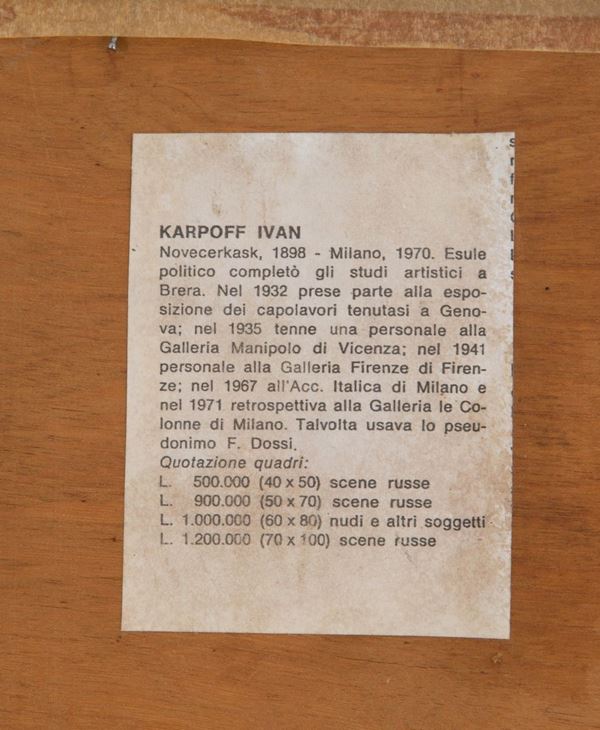 KARPOFF IVAN
Novecerkask, 1898 - Milano, 1970. Esule
politico completò gli studi artistici a
Brera. Nel 1932 prese parte alla espo-
sizione dei capolavori tenutasi a Geno-
va; nel 1935 tenne una personale alla
Galleria Manipolo di Vicenza; nel 1941
personale alla Galleria Firenze di Firen-
ze; nel 1967 all'Acc. Italica di Milano e
nel 1971 retrospettiva alla Galleria le Co-
lonne di Milano. Talvolta usava lo pseu-
donimo F. Dossi.
Quotazione quadri:
L. 500.000 (40 x 50) scene russe
L. 900.000 (50 x 70) scene russe
L. 1.000.000 (60 x 80) nudi e altri soggetti
L. 1.200.000 (70 x 100) scene russe